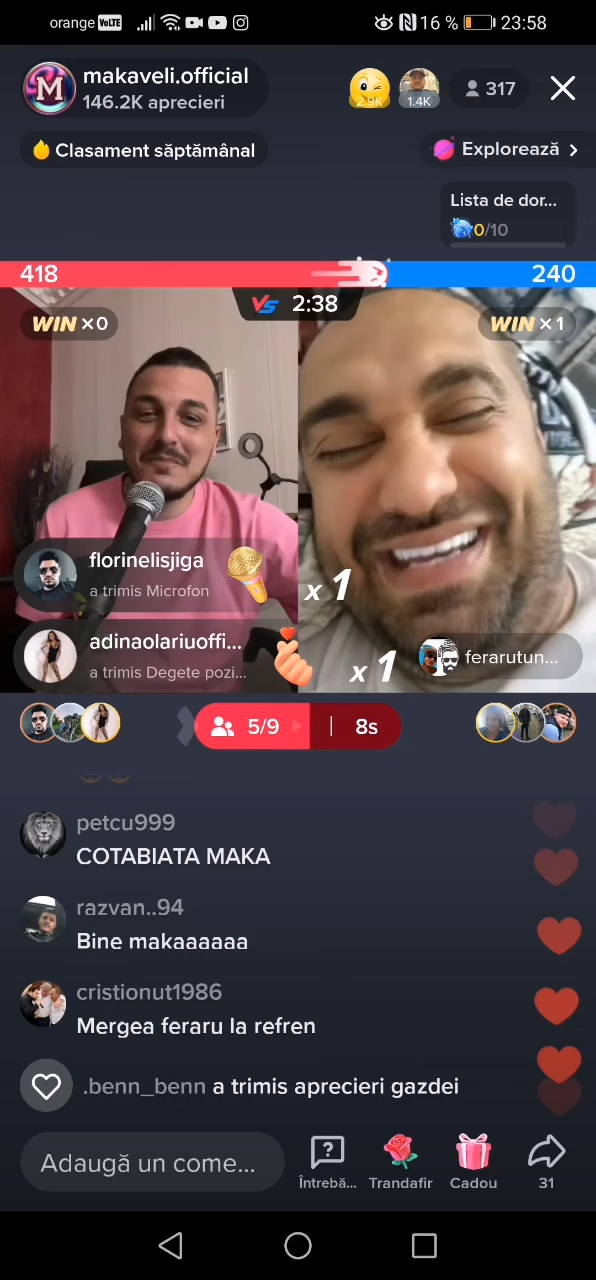 orange VoLTE 16 % 23:58
makaveli.official
146.2K aprecieri
2.9K 1.4K 317
Clasament săptămânal
Explorează
Lista de dor...
0/10
418 240
VS 2:38
WIN ×0
WIN ×1
florinelisjiga
a trimis Microfon
x 1
adinaolariuoffi...
a trimis Degete pozi...
x 1
ferarutun...
5/9 8s
petcu999
COTABIATA MAKA
razvan..94
Bine makaaaaaa
cristionut1986
Mergea feraru la refren
.benn_benn a trimis aprecieri gazdei
Adaugă un come...
Întrebă... Trandafir Cadou 31